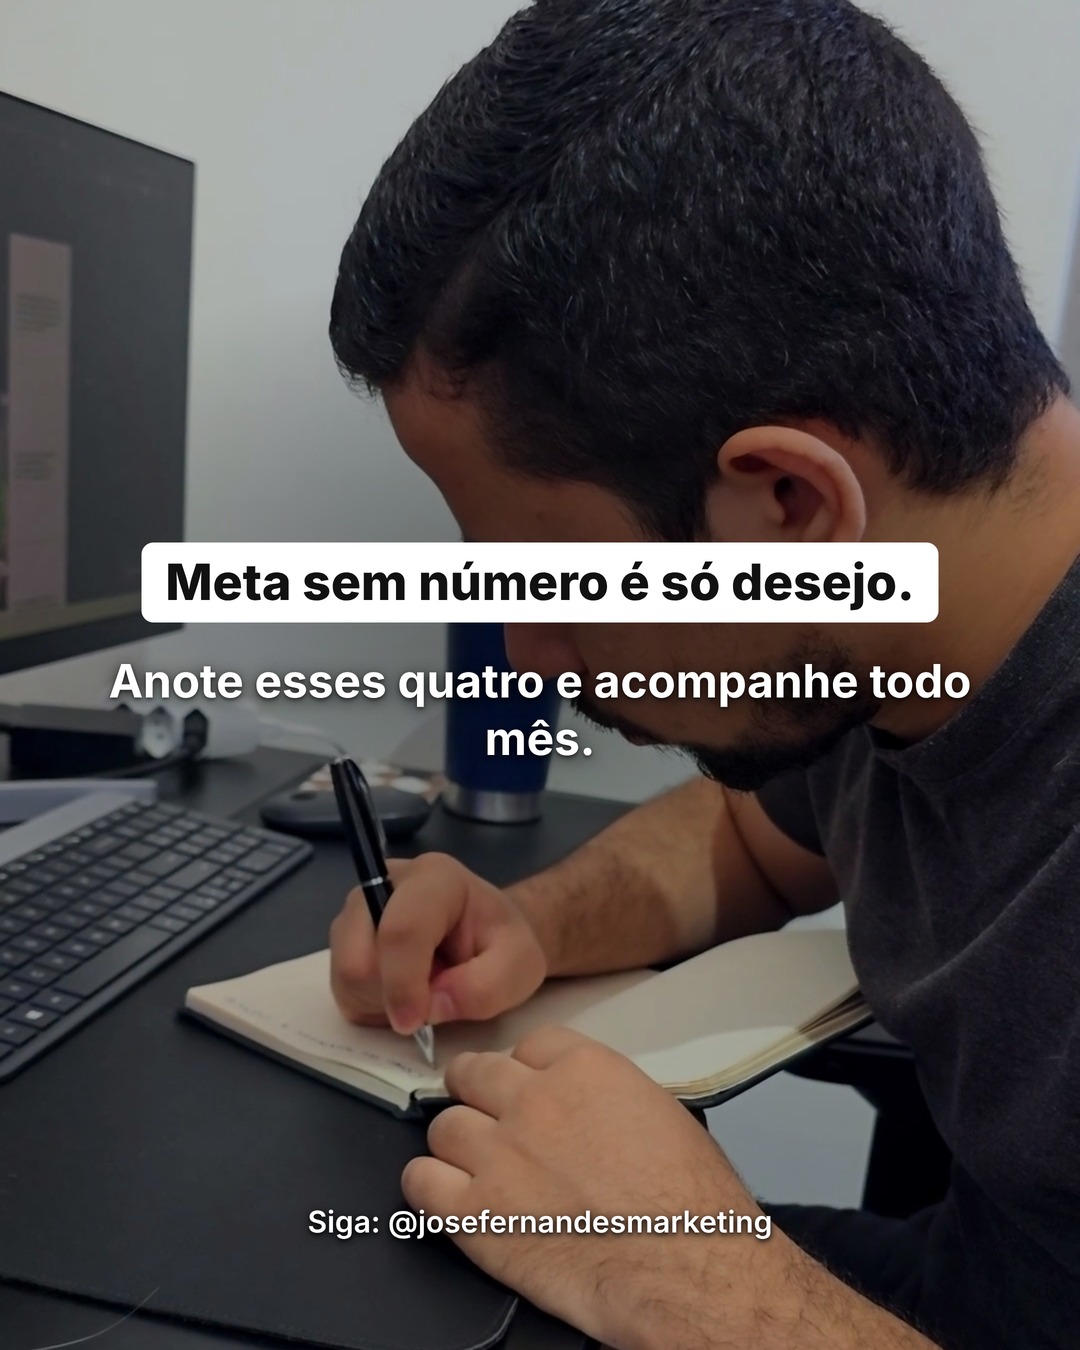 Meta sem número é só desejo.
Anote esses quatro e acompanhe todo
mês.
Siga: @josefernandesmarketing